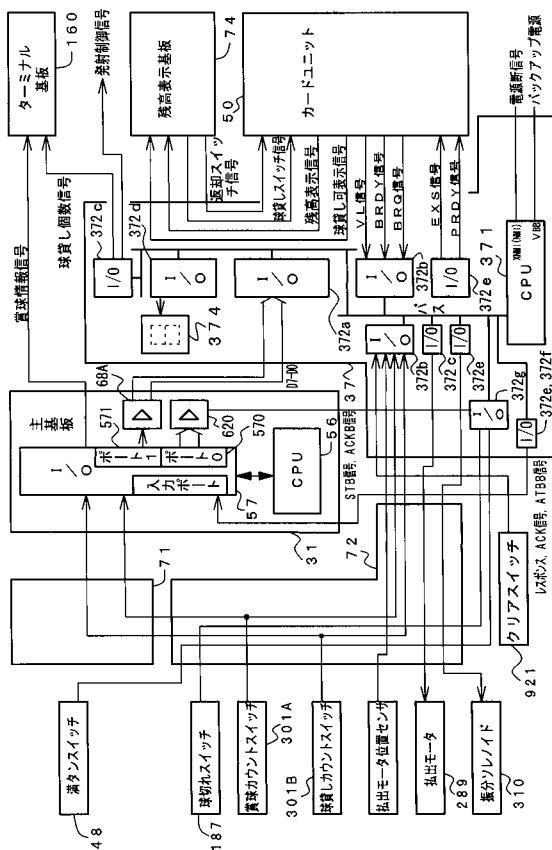 満タンスイッチ
48
球切れスイッチ
187
賞球カウントスイッチ
301A
301B
球貸しカウントスイッチ
払出モータ位置センサ
払出モータ
289
振分ソレノイド
310
クリアスイッチ
921
71
72
主基板
31
I/O
ポート1
ポート0
入力ポート
571
570
57
CPU
56
68A
620
賞球情報信号
球貸し個数信号
ターミナル
基板
160
発射制御信号
372c
I/O
372d
I/O
374
I/O
372a
D7-D0
STB信号, ACKB信号
37
I/O
372b
I/O
372b
I/O
372c
I/O
372e
I/O
372e
バス
I/O
372g
I/O
372e, 372f
レスポンス, ACK信号, ATBB信号
CPU
371
XNMI(NMI)
VBB
電源断信号
バックアップ電源
残高表示基板
74
カードユニット
50
返却スイッ
チ信号
球貸しスイッチ信号
残高表示信号
球貸し可表示信号
VL信号
BRDY信号
BRQ信号
EXS信号
PRDY信号